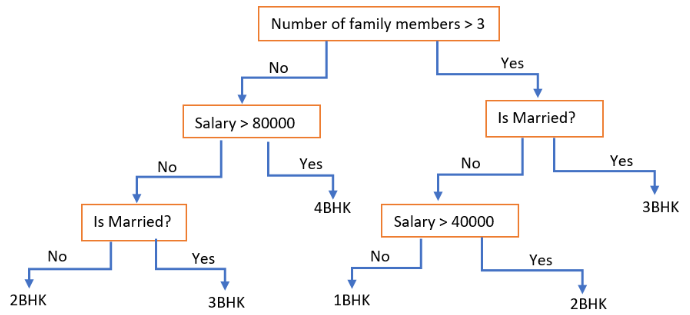 Number of family members > 3
No
Yes
Salary > 80000
Is Married?
No
Yes
No
Yes
4BHK
3BHK
Is Married?
Salary > 40000
No
Yes
No
Yes
2BHK
3BHK
1BHK
2BHK